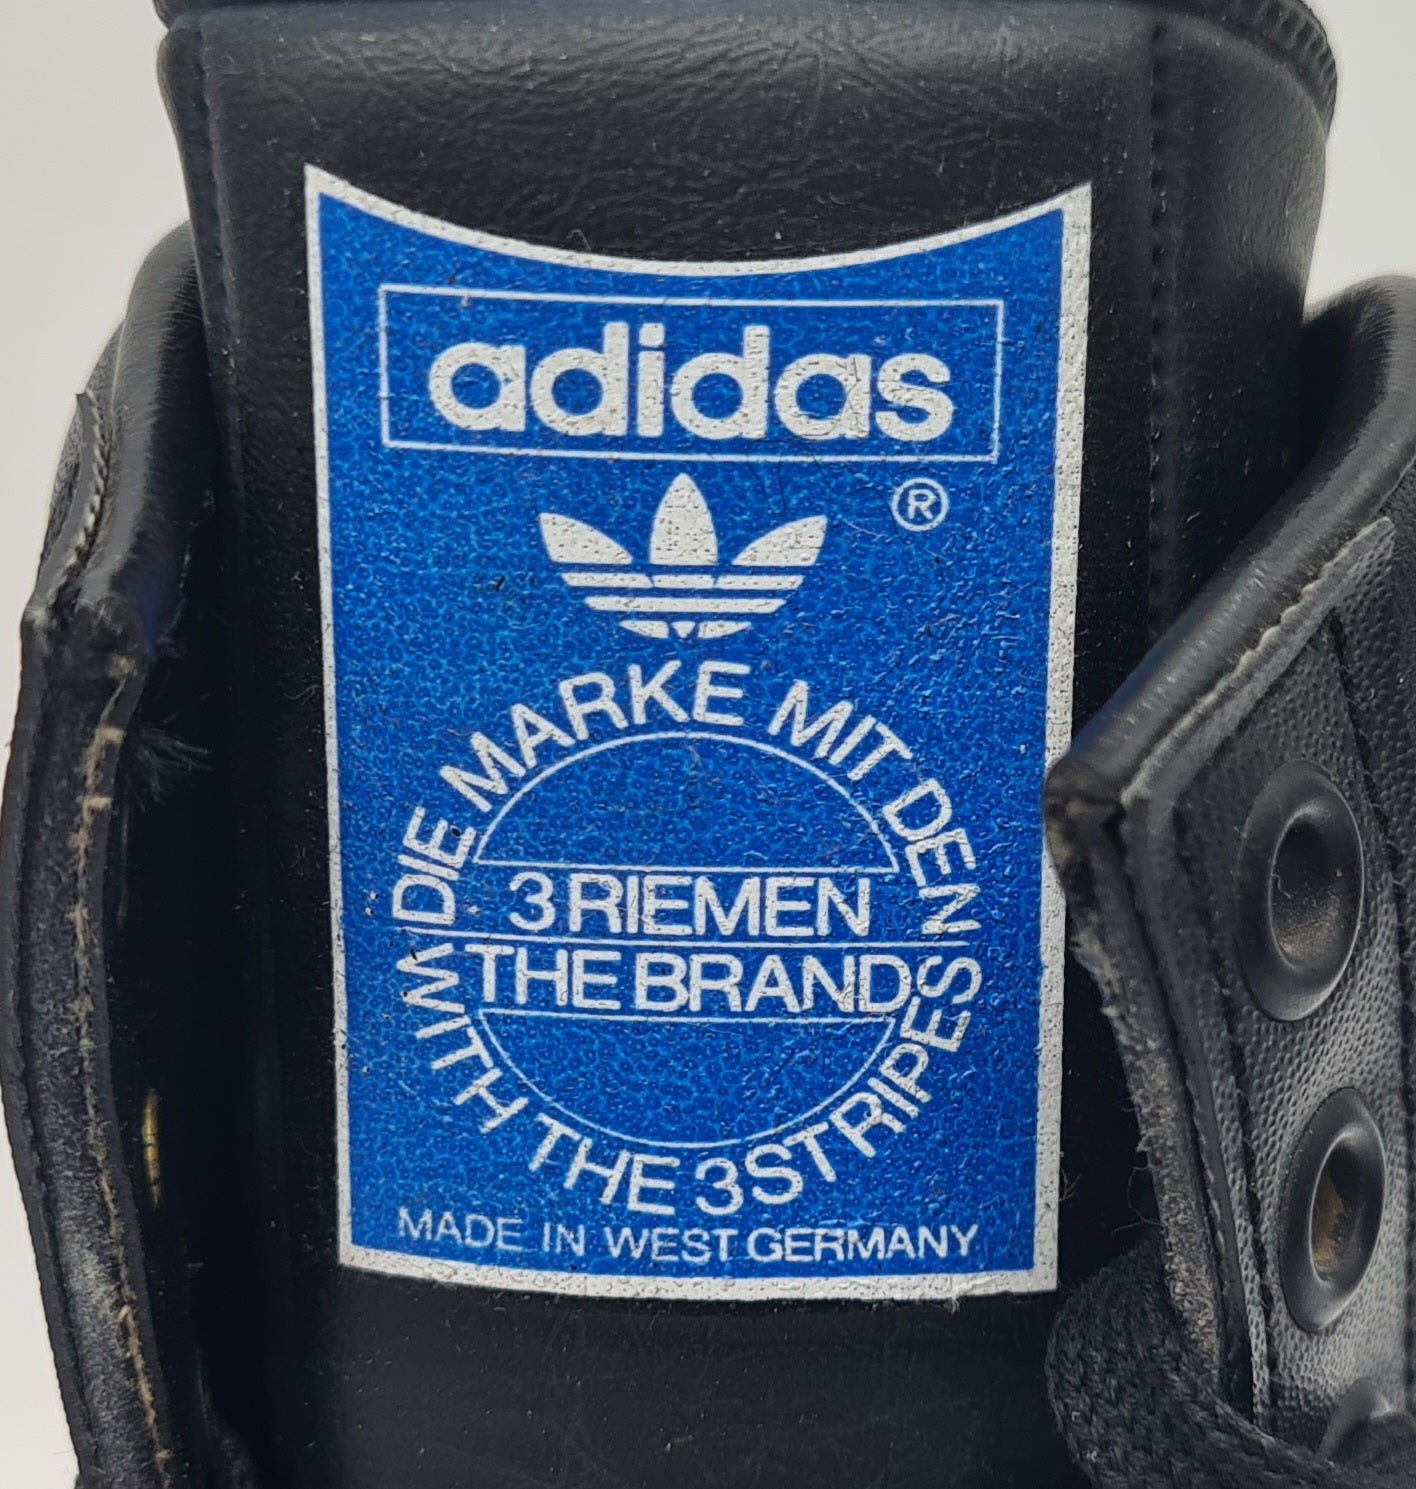 adidas
®
DIE MARKE MIT DEN
3 RIEMEN
THE BRAND
WITH THE 3 STRIPES
MADE IN WEST GERMANY